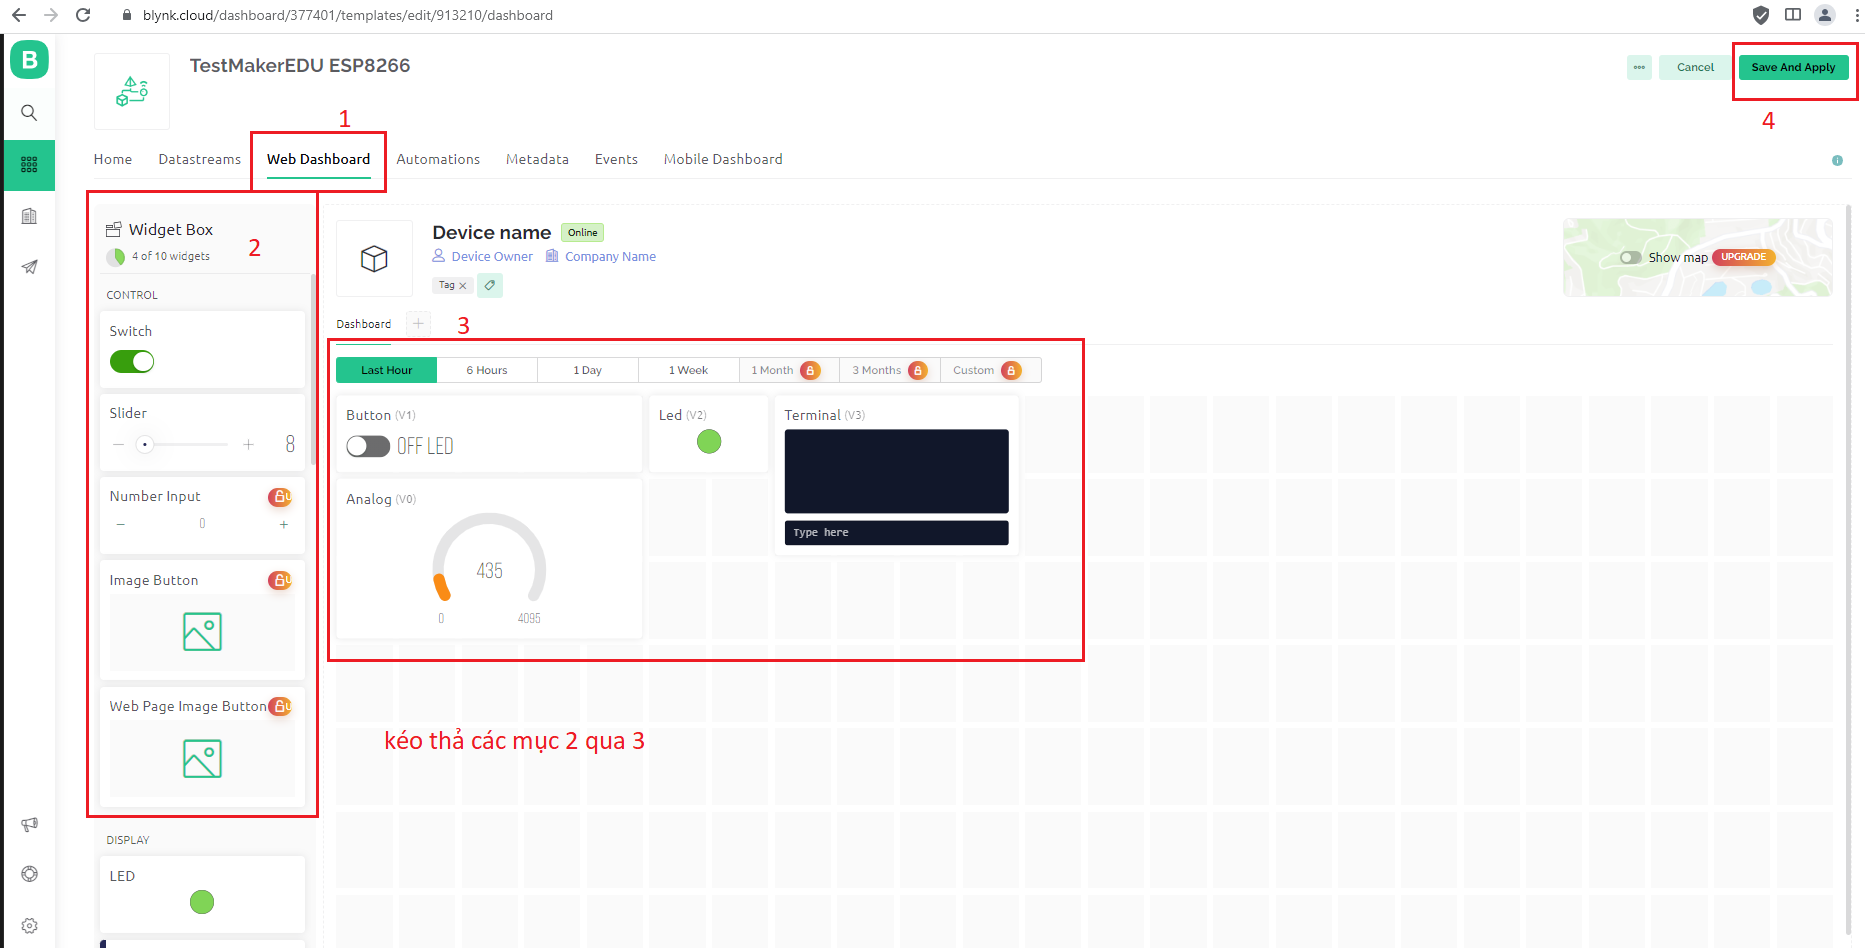 blynk.cloud/dashboard/377401/templates/edit/913210/dashboard
B
TestMakerEDU ESP8266
Cancel
Save And Apply
1
4
Home Datastreams Web Dashboard Automations Metadata Events Mobile Dashboard
Widget Box
2
4 of 10 widgets
CONTROL
Switch
Slider
8
Number Input
0
Image Button
Web Page Image Button
DISPLAY
LED
Device name Online
Device Owner Company Name
Tag
Show map UPGRADE
Dashboard
3
Last Hour 6 Hours 1 Day 1 Week 1 Month 3 Months Custom
Button (V1)
OFF LED
Led (V2)
Terminal (V3)
Type here
Analog (V0)
435
0 4095
kéo thả các mục 2 qua 3